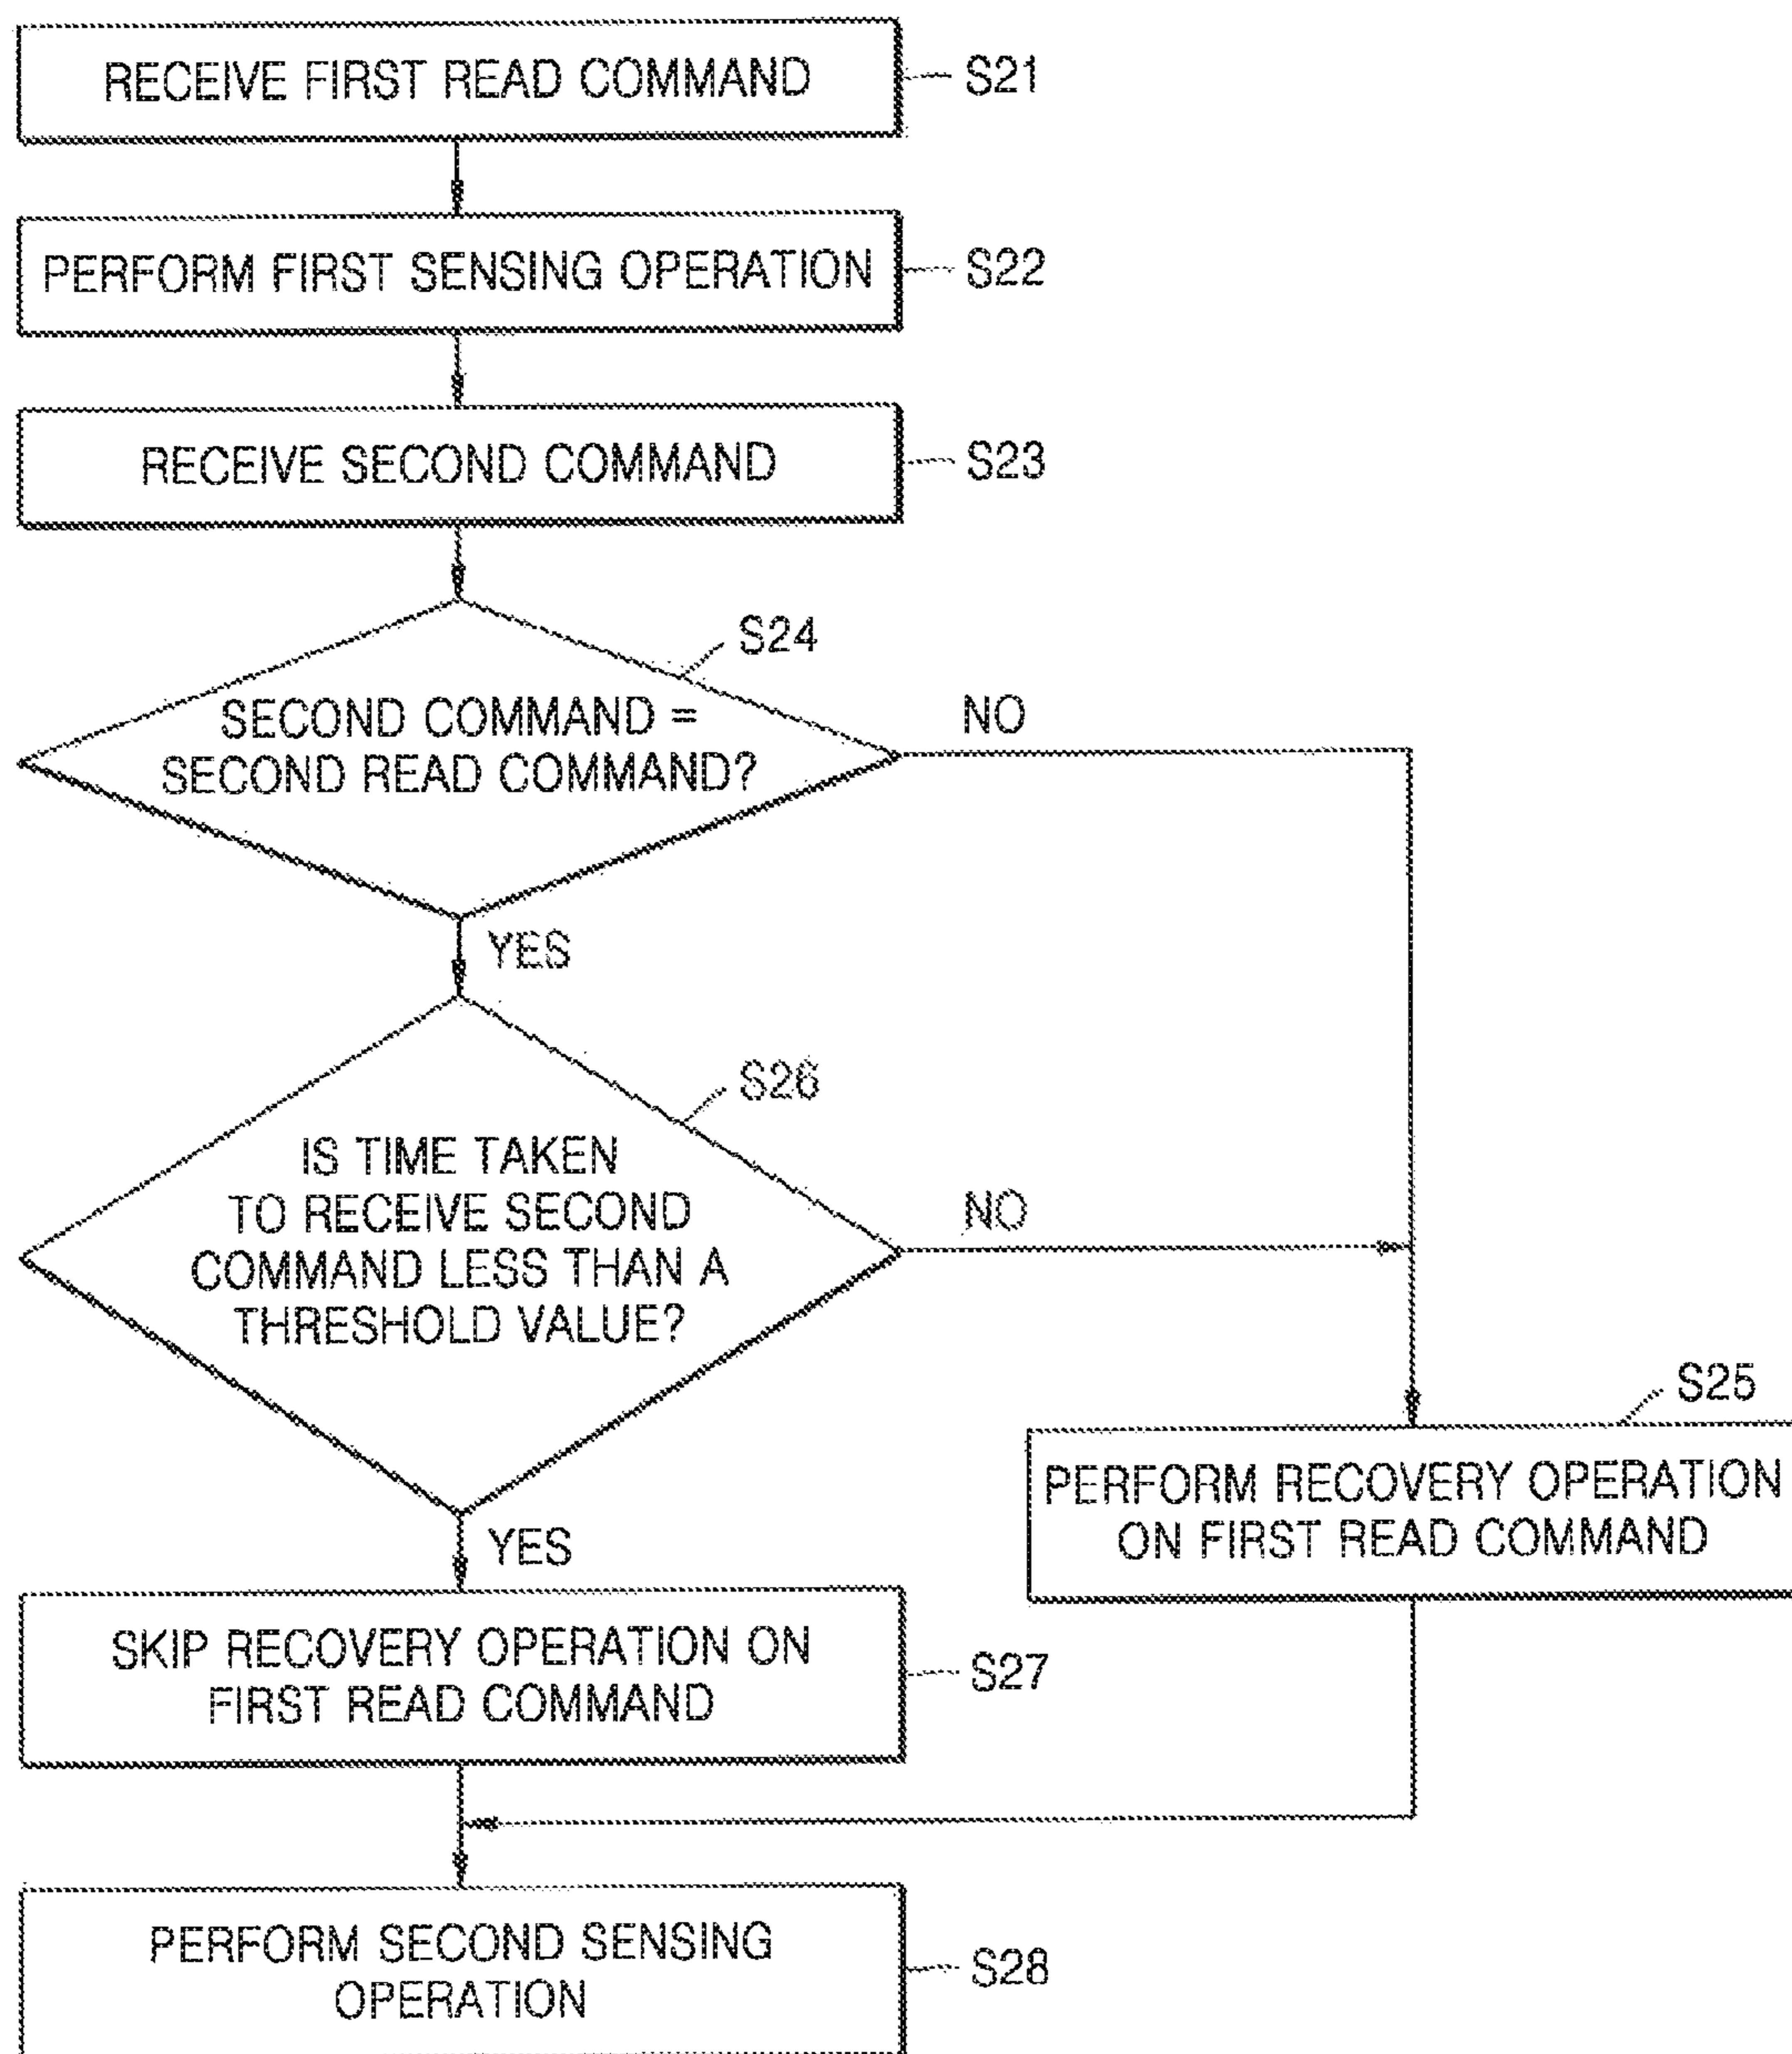 RECEIVE FIRST READ COMMAND
S21
PERFORM FIRST SENSING OPERATION
S22
RECEIVE SECOND COMMAND
S23
S24
SECOND COMMAND =
SECOND READ COMMAND?
NO
YES
S26
IS TIME TAKEN
TO RECEIVE SECOND
COMMAND LESS THAN A
THRESHOLD VALUE?
NO
S25
PERFORM RECOVERY OPERATION
ON FIRST READ COMMAND
YES
SKIP RECOVERY OPERATION ON
FIRST READ COMMAND
S27
PERFORM SECOND SENSING
OPERATION
S28